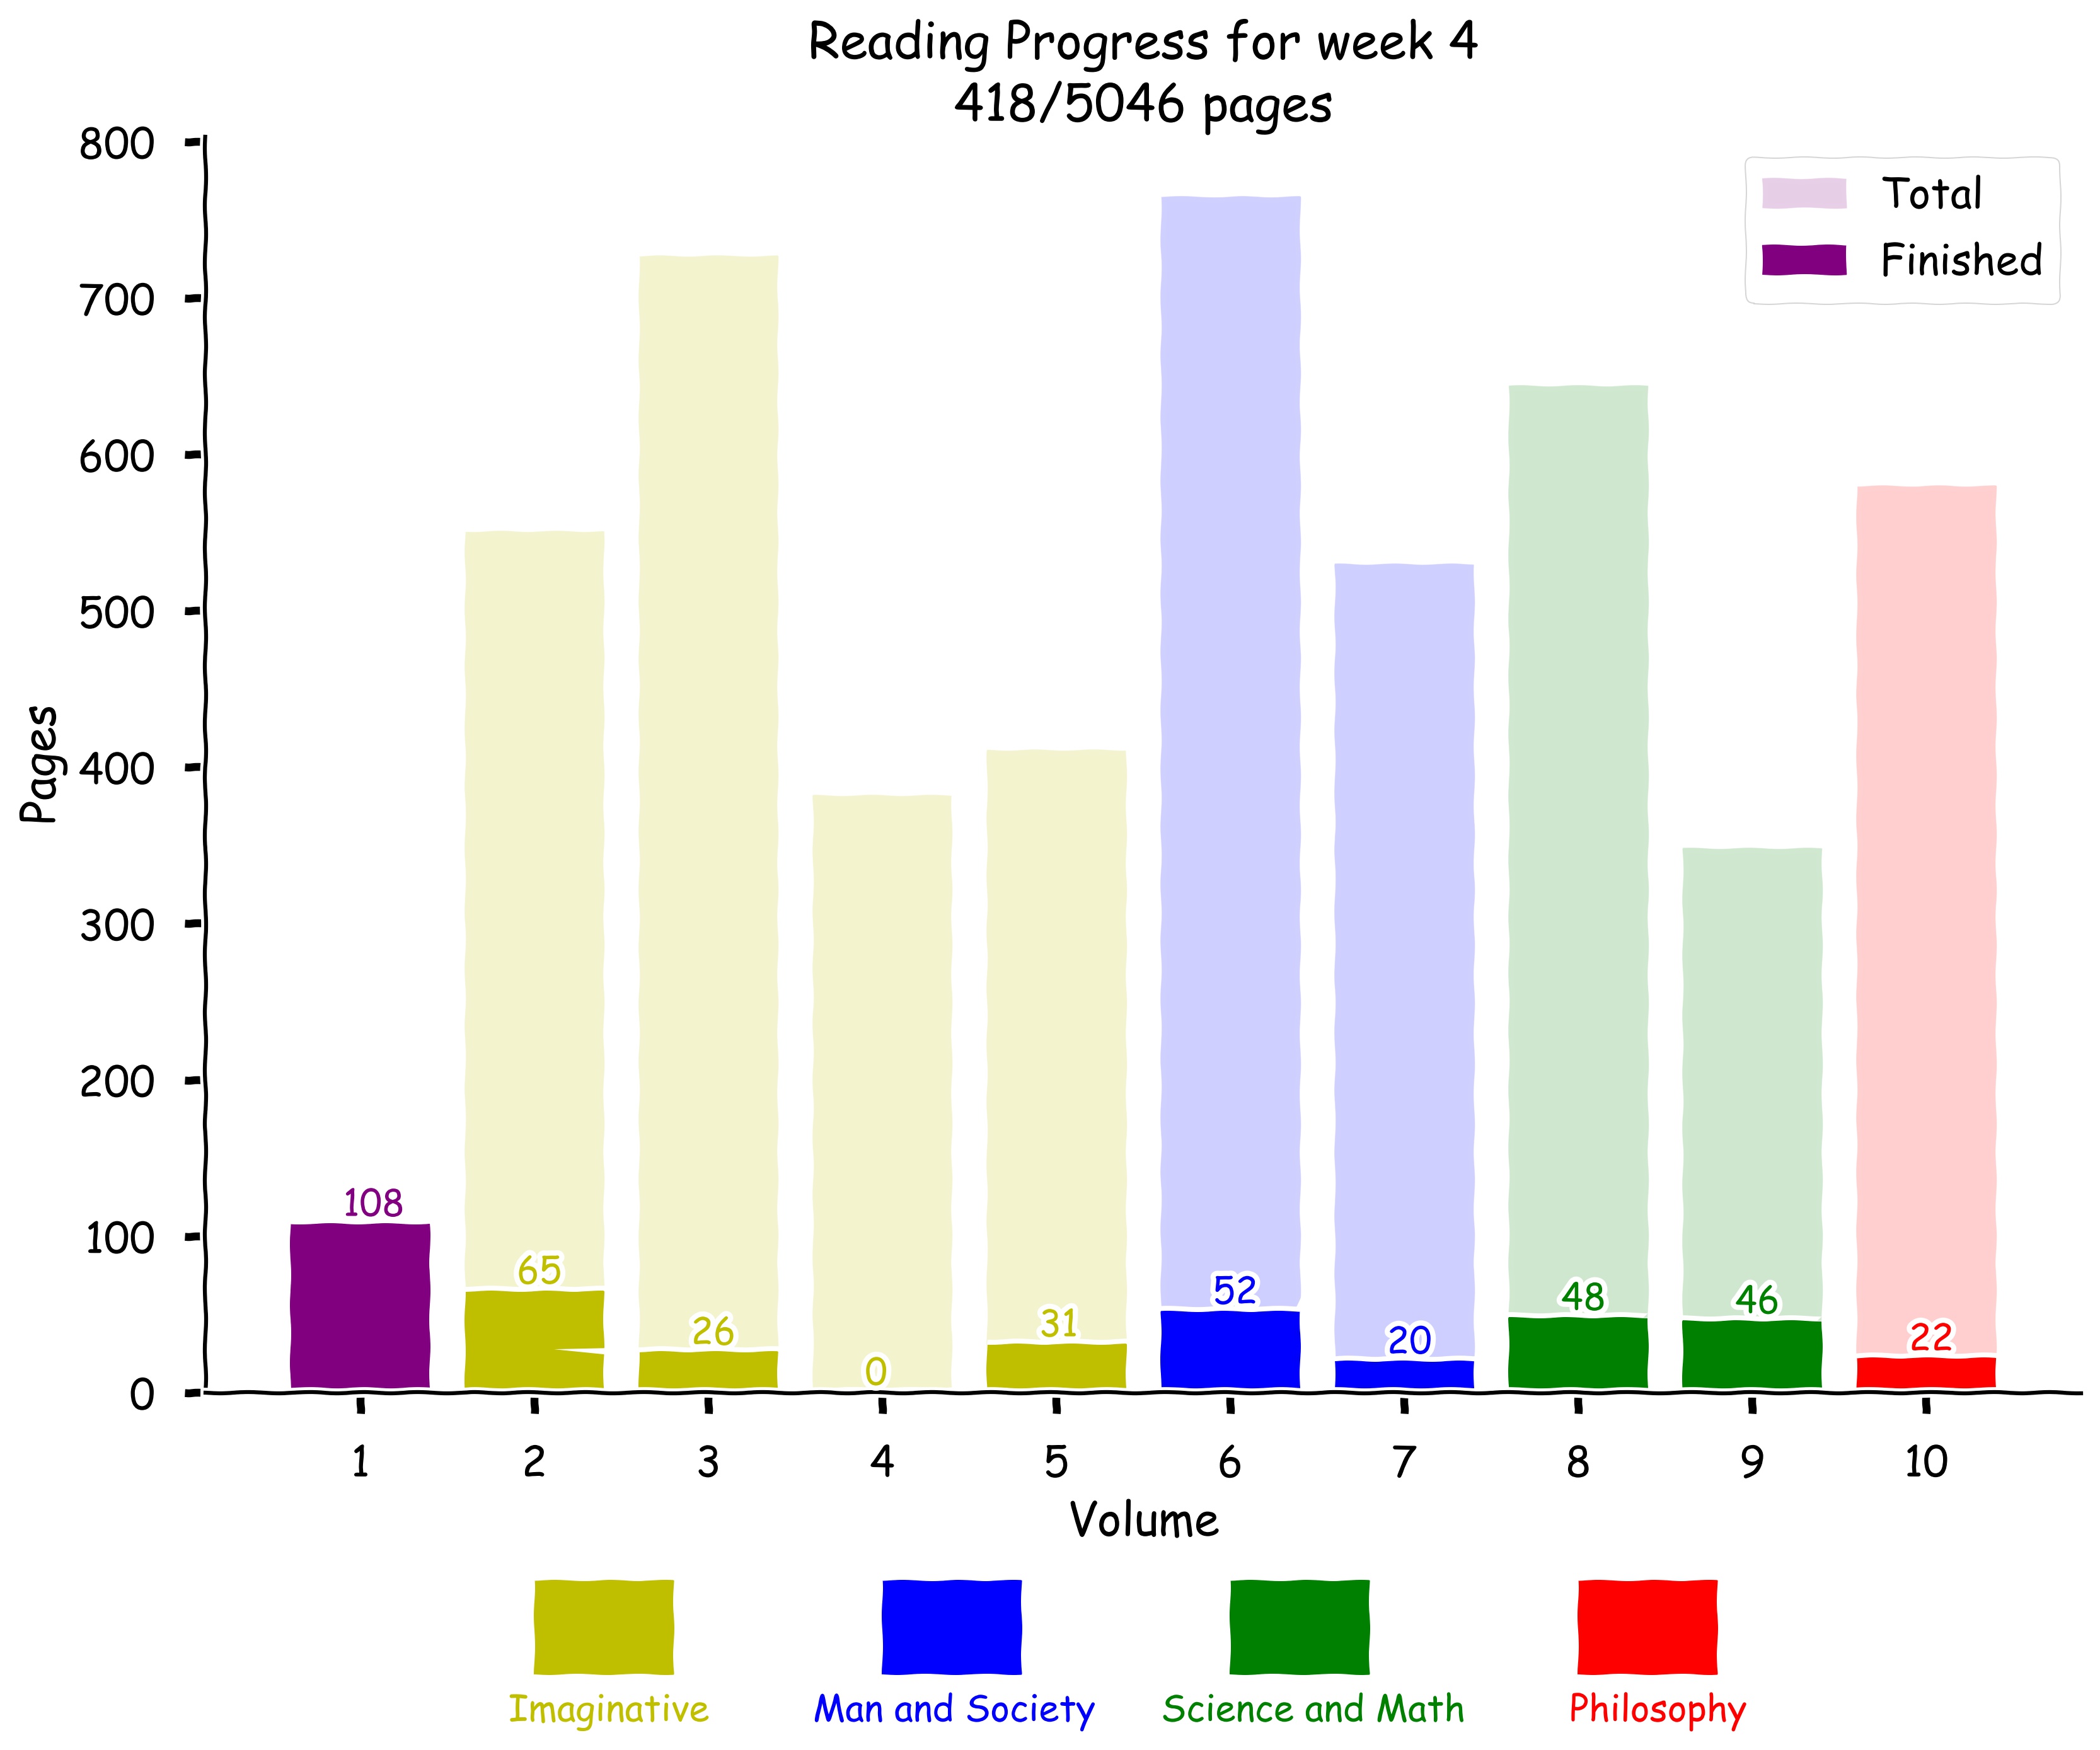 Reading Progress for week 4
418/5046 pages
800
700
600
500
400
300
200
100
0
Pages
Total
Finished
108
65
26
0
31
52
20
48
46
22
1 2 3 4 5 6 7 8 9 10
Volume
Imaginative Man and Society Science and Math Philosophy